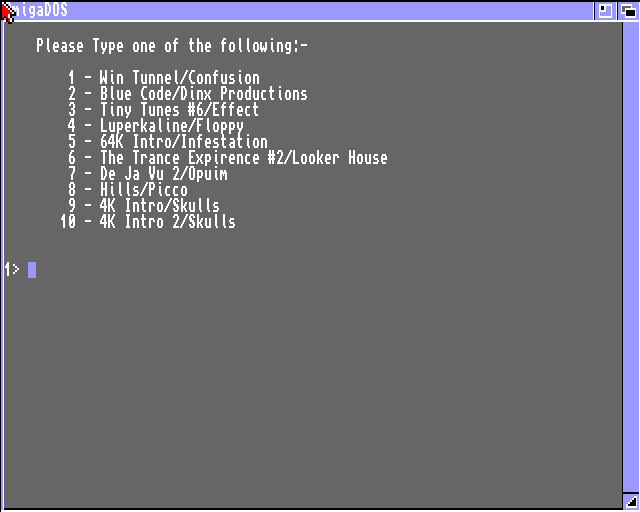 migaDOS
Please Type one of the following:-
1 - Win Tunnel/Confusion
2 - Blue Code/Dinx Productions
3 - Tiny Tunes #6/Effect
4 - Luperkaline/Floppy
5 - 64K Intro/Infestation
6 - The Trance Expirence #2/Looker House
7 - De Ja Vu 2/Opuim
8 - Hills/Picco
9 - 4K Intro/Skulls
10 - 4K Intro 2/Skulls
1>